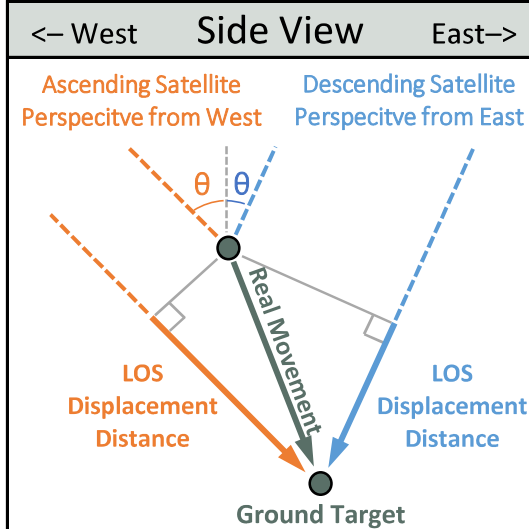 <– West Side View East–>
Ascending Satellite
Perspecitve from West
Descending Satellite
Perspecitve from East
θ θ
Real Movement
LOS
Displacement
Distance
LOS
Displacement
Distance
Ground Target